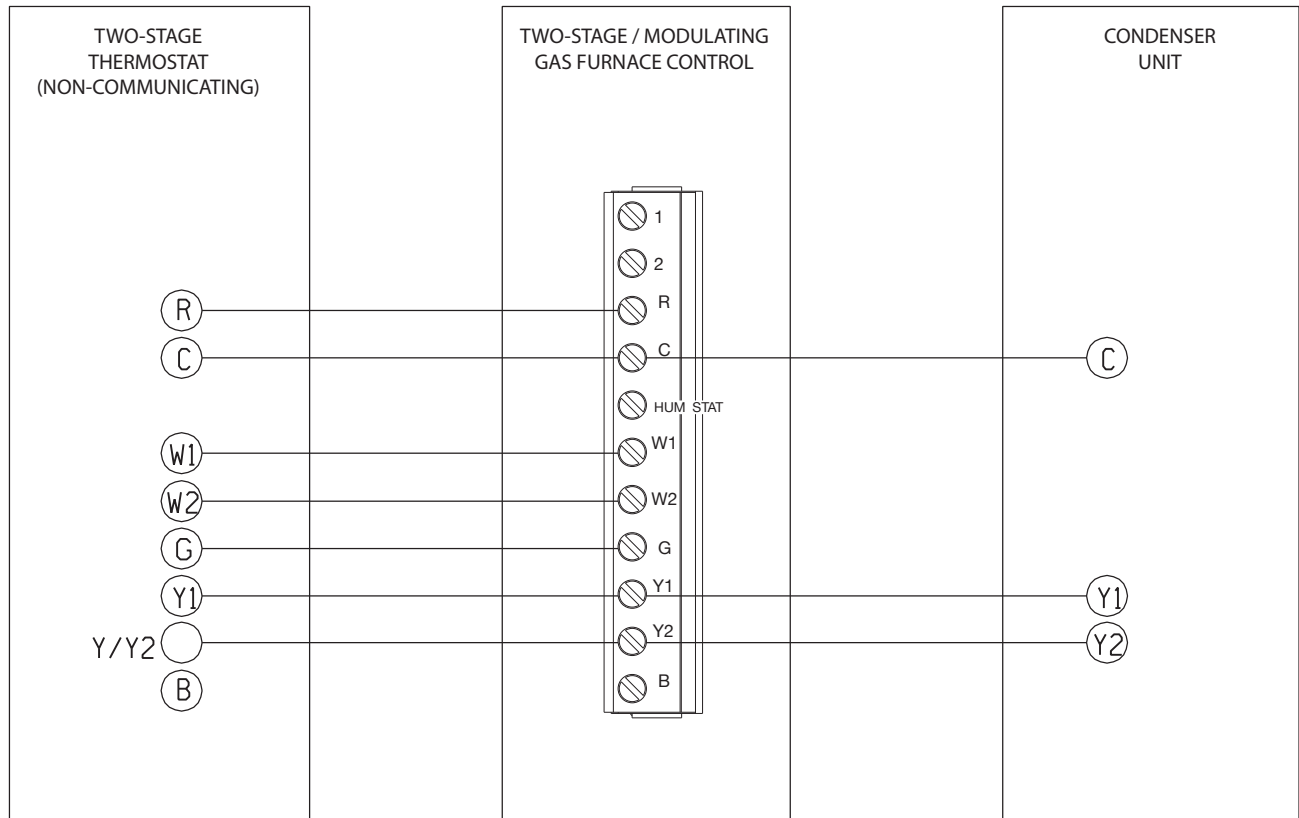 TWO-STAGE
THERMOSTAT
(NON-COMMUNICATING)
TWO-STAGE / MODULATING
GAS FURNACE CONTROL
CONDENSER
UNIT
1
2
R
R
C
C
C
HUM STAT
W1
W1
W2
W2
G
G
Y1
Y1
Y1
Y/Y2
Y2
Y2
B
B